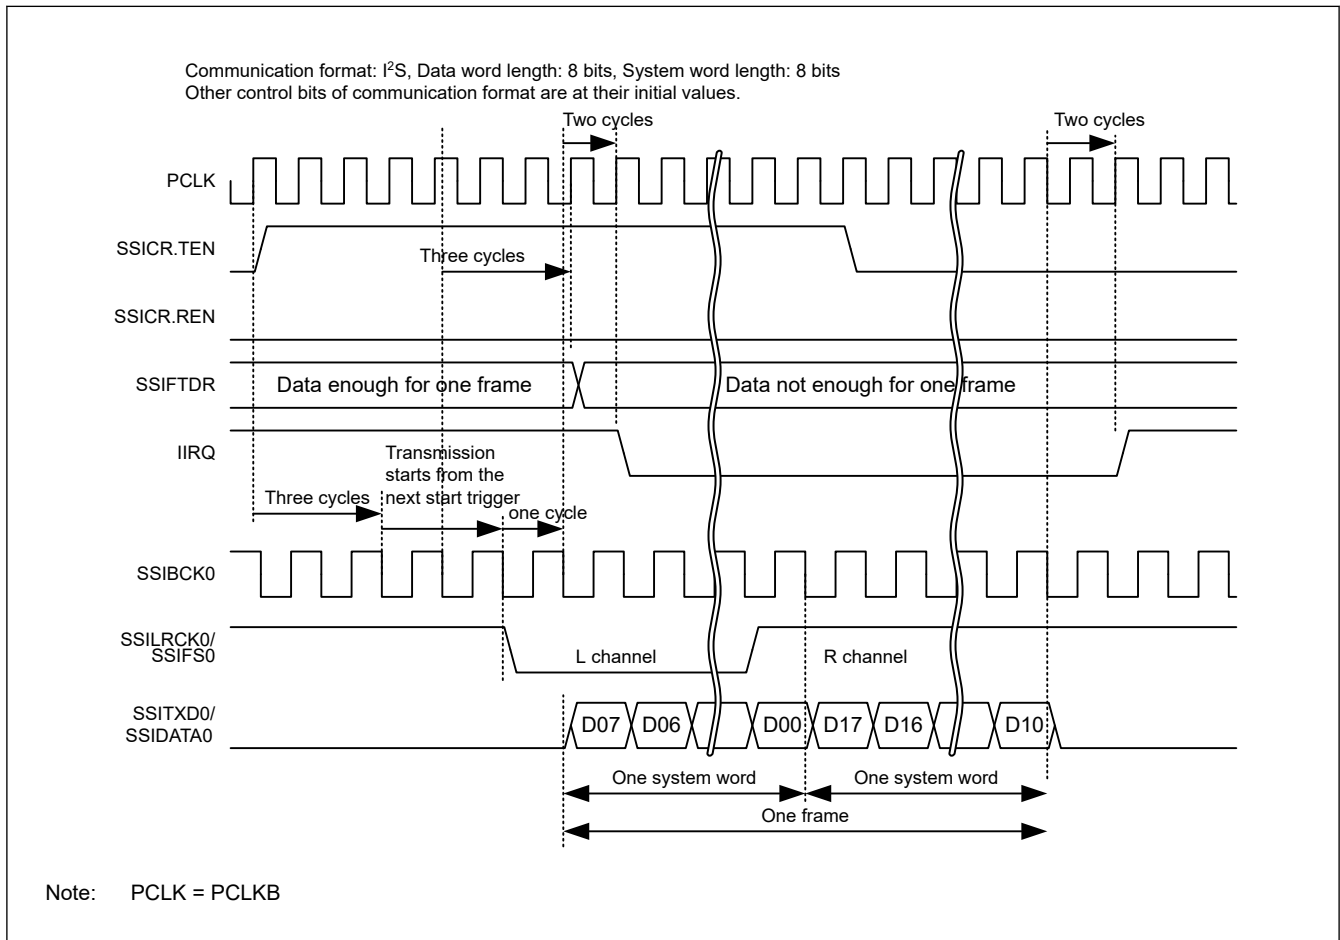 Communication format: I²S, Data word length: 8 bits, System word length: 8 bits
Other control bits of communication format are at their initial values.
Two cycles
Two cycles
PCLK
SSICR.TEN
Three cycles
SSICR.REN
SSIFTDR
Data enough for one frame
Data not enough for one frame
IIRQ
Transmission
starts from the
next start trigger
Three cycles
one cycle
SSIBCK0
SSILRCK0/
SSIFS0
L channel
R channel
SSITXD0/
SSIDATA0
D07
D06
D00
D17
D16
D10
One system word
One system word
One frame
Note: PCLK = PCLKB